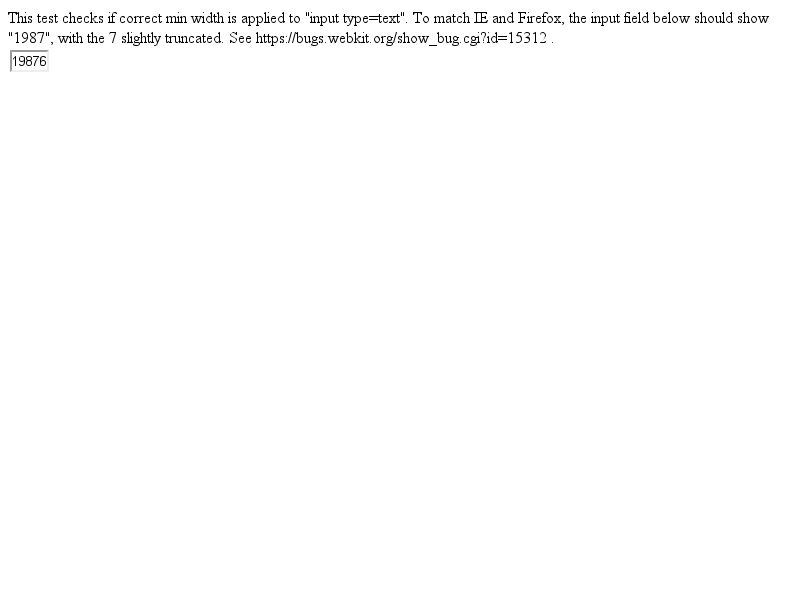 This test checks if correct min width is applied to "input type=text". To match IE and Firefox, the input field below should show
"1987", with the 7 slightly truncated. See https://bugs.webkit.org/show_bug.cgi?id=15312 .
19876